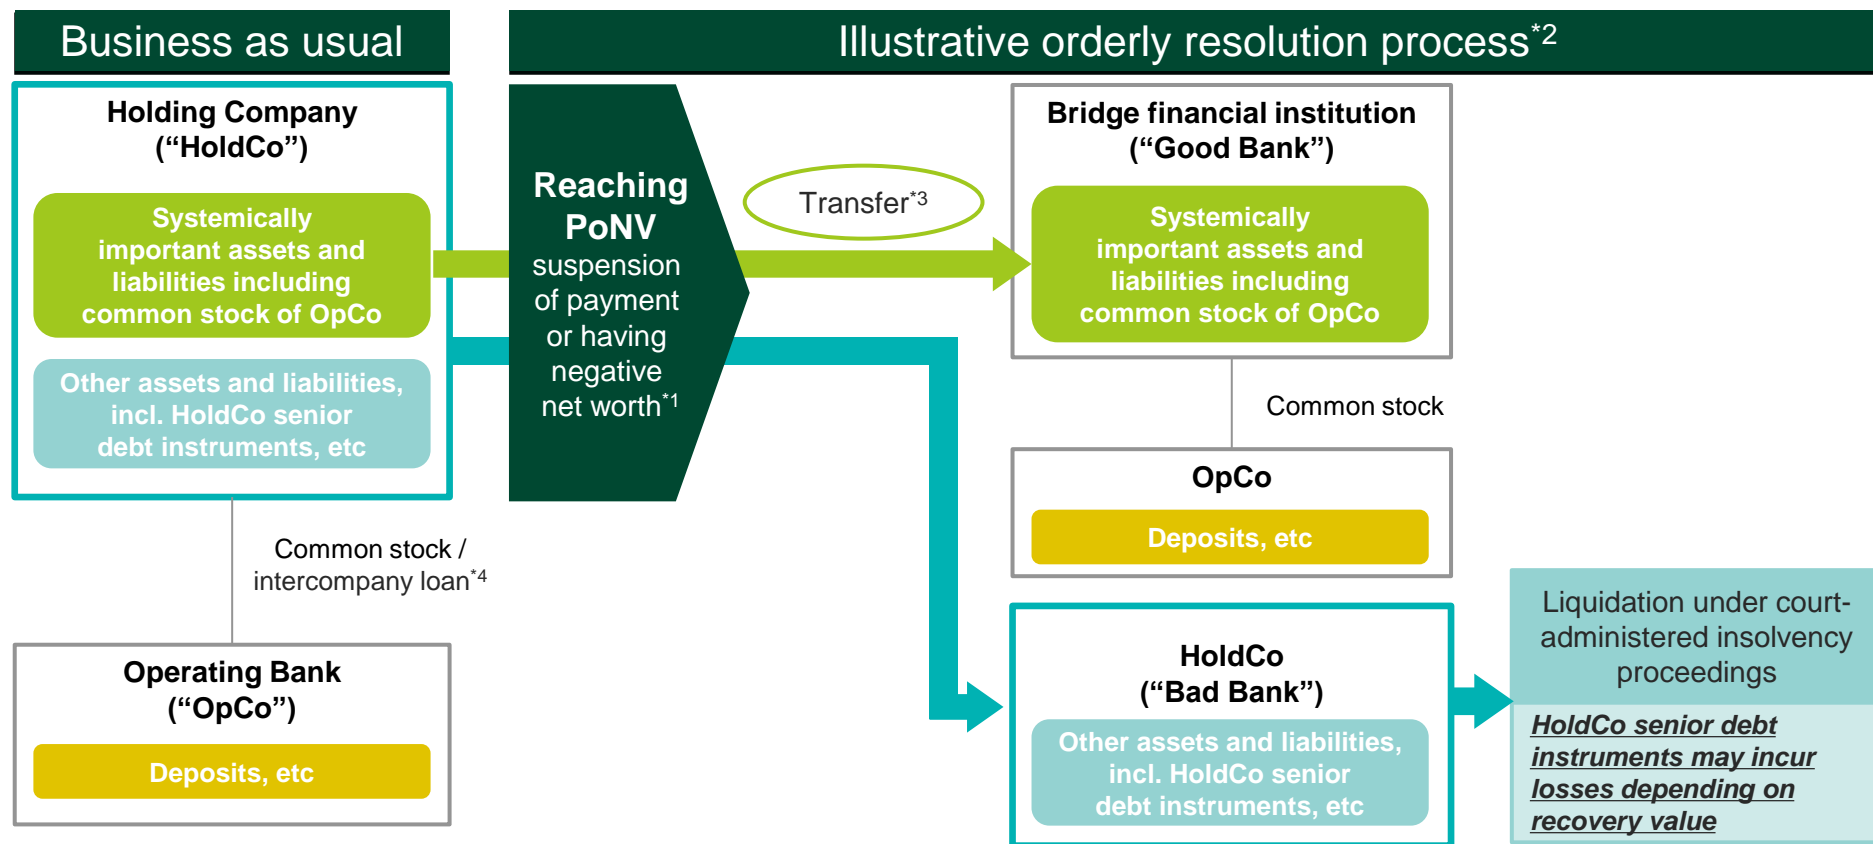 Business as usual
Illustrative orderly resolution process*2
Holding Company
(“HoldCo”)
Systemically
important assets and
liabilities including
common stock of OpCo
Other assets and liabilities,
incl. HoldCo senior
debt instruments, etc
Common stock /
intercompany loan*4
Operating Bank
(“OpCo”)
Deposits, etc
Reaching
PoNV
suspension
of payment
or having
negative
net worth*1
Transfer*3
Bridge financial institution
(“Good Bank”)
Systemically
important assets and
liabilities including
common stock of OpCo
Common stock
OpCo
Deposits, etc
HoldCo
(“Bad Bank”)
Other assets and liabilities,
incl. HoldCo senior
debt instruments, etc
Liquidation under court-
administered insolvency
proceedings
HoldCo senior debt
instruments may incur
losses depending on
recovery value